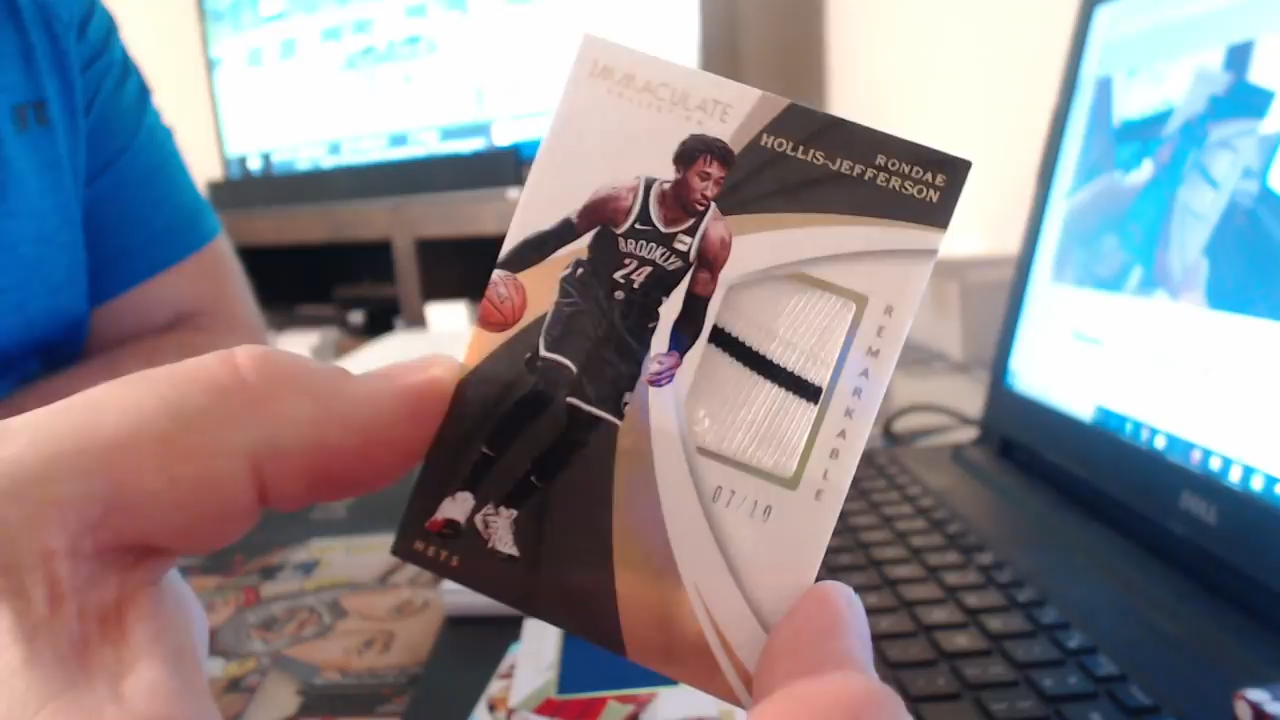 IMMACULATE
COLLECTION
RONDAE
HOLLIS-JEFFERSON
BROOKLYN
24
REMARKABLE
07/10
NETS
DELL